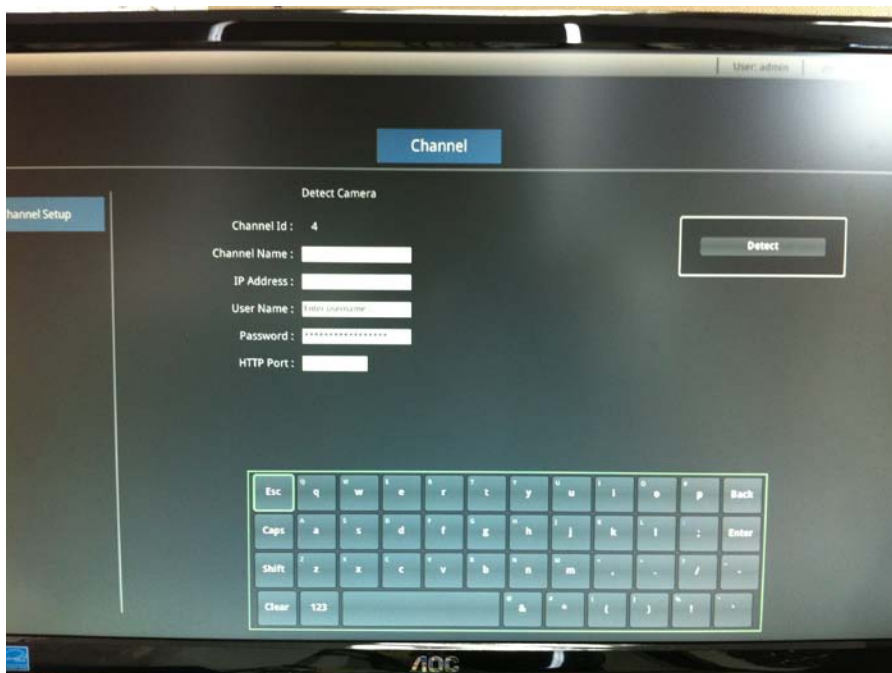 User: admin
Channel
hannel Setup
Detect Camera
Channel Id : 4
Detect
Channel Name :
IP Address :
User Name : Enter username
Password : ****************
HTTP Port :
Esc q w e r t y u i o p Back
Caps a s d f g h j k l ; Enter
Shift z x c v b n m / -
Clear 123 & ( ) !
AOC